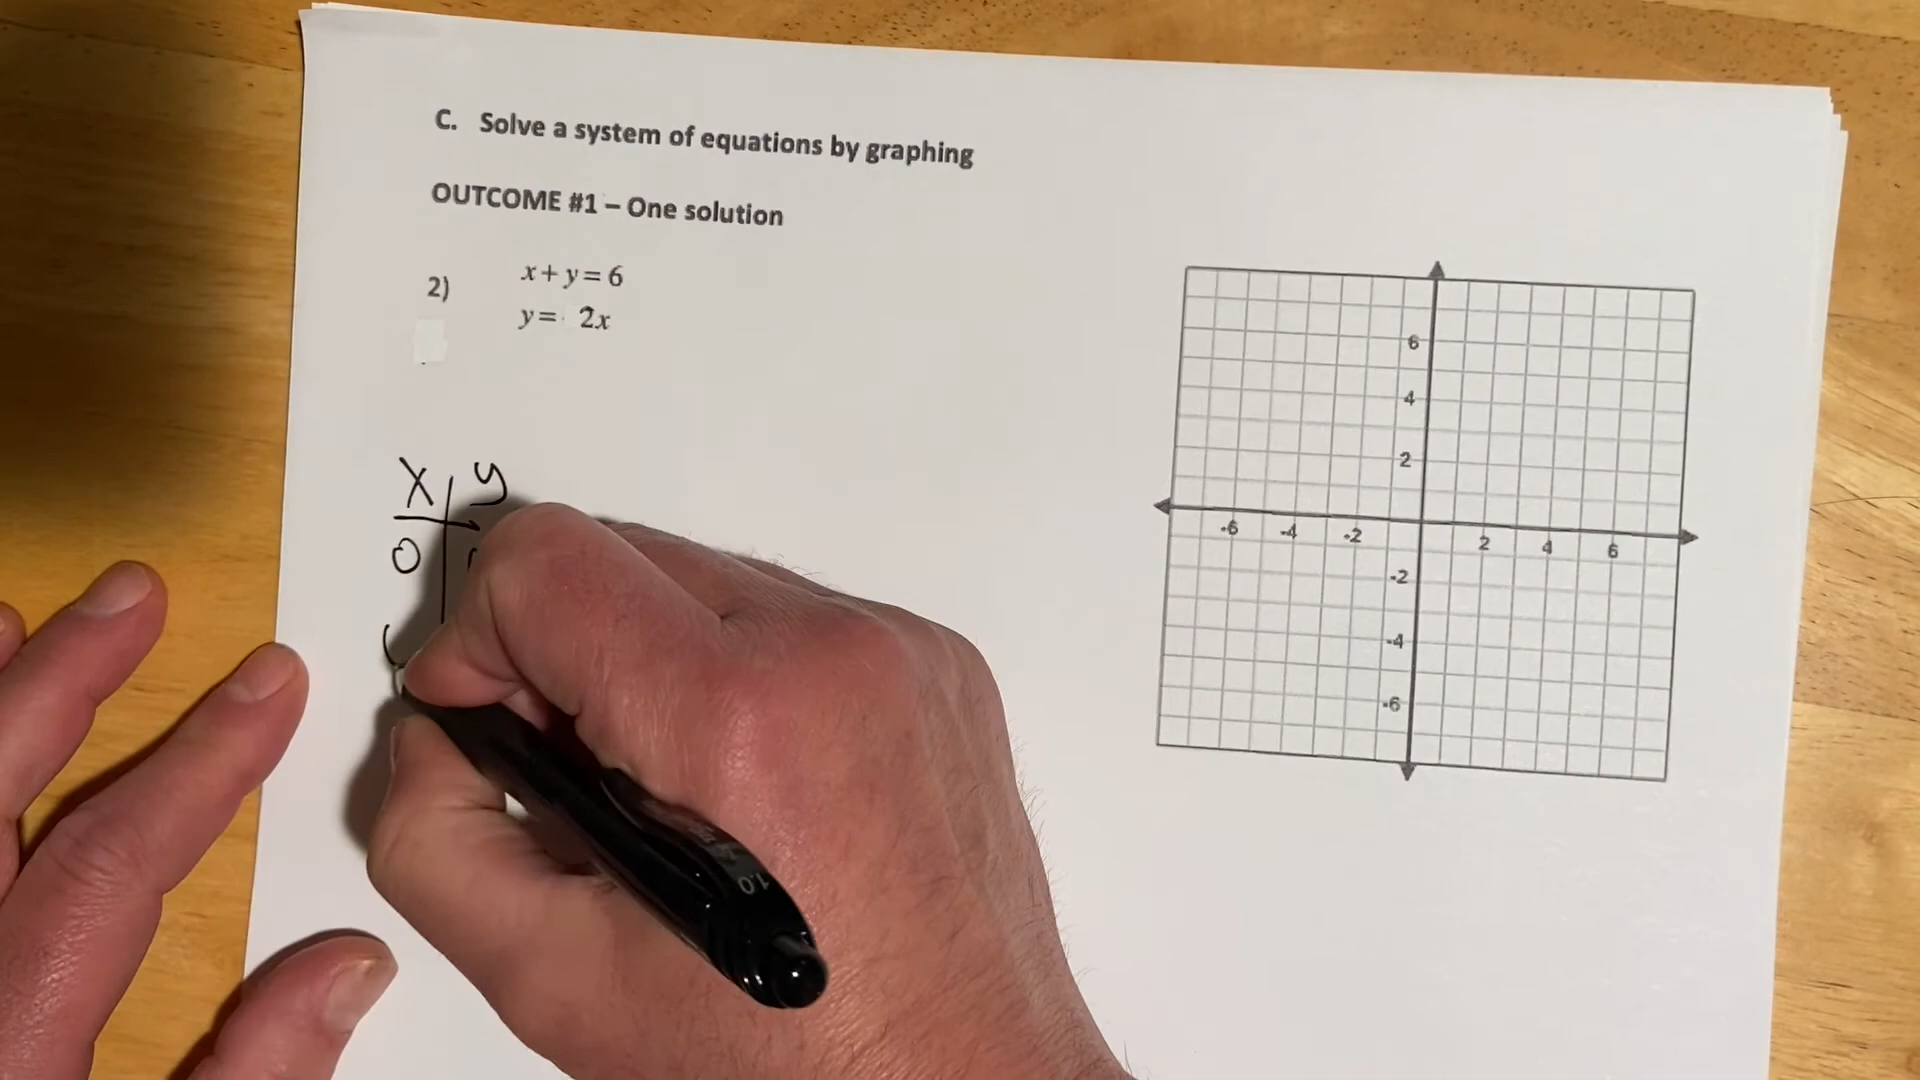 C. Solve a system of equations by graphing
OUTCOME #1 – One solution
2) x + y = 6
y = 2x
x y
0
6
4
2
-6 -4 -2 2 4 6
-2
-4
-6
1.0